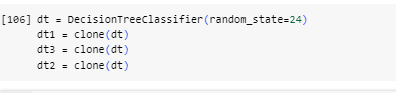 [106] dt = DecisionTreeClassifier(random_state=24)
dt1 = clone(dt)
dt3 = clone(dt)
dt2 = clone(dt)